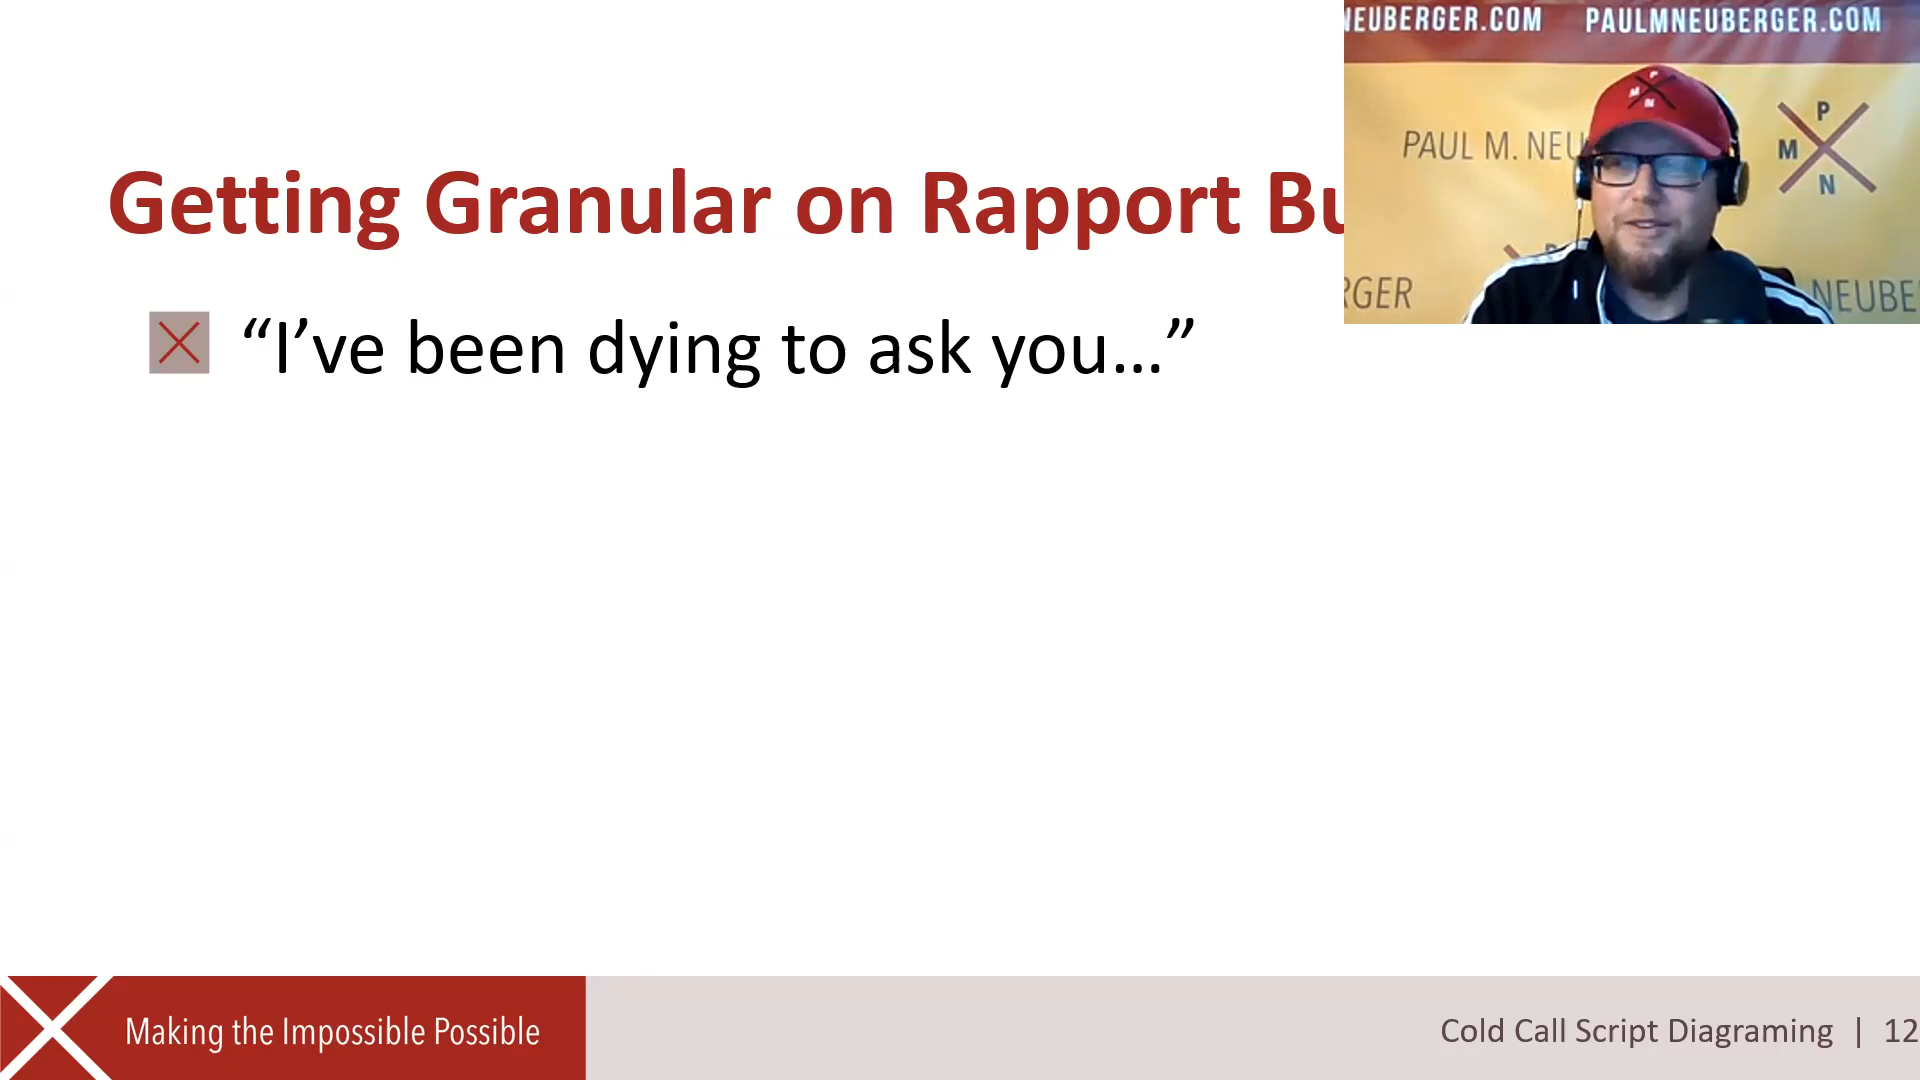 NEUBERGER.COM PAULMNEUBERGER.COM
PAUL M. NEU
P
M
N
P
M
N
Getting Granular on Rapport Bu
RGER
NEUBE
“I’ve been dying to ask you…”
Making the Impossible Possible
Cold Call Script Diagraming | 12